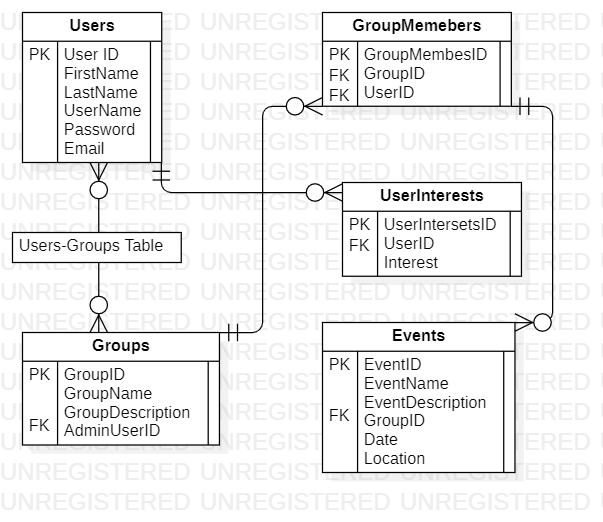 Users
PK User ID
FirstName
LastName
UserName
Password
Email
GroupMemebers
PK GroupMembesID
FK GroupID
FK UserID
UserInterests
PK UserIntersetsID
FK UserID
Interest
Users-Groups Table
Groups
PK GroupID
GroupName
GroupDescription
FK AdminUserID
Events
PK EventID
EventName
EventDescription
FK GroupID
Date
Location
UNREGISTERED UNREGISTERED UNREGISTERED